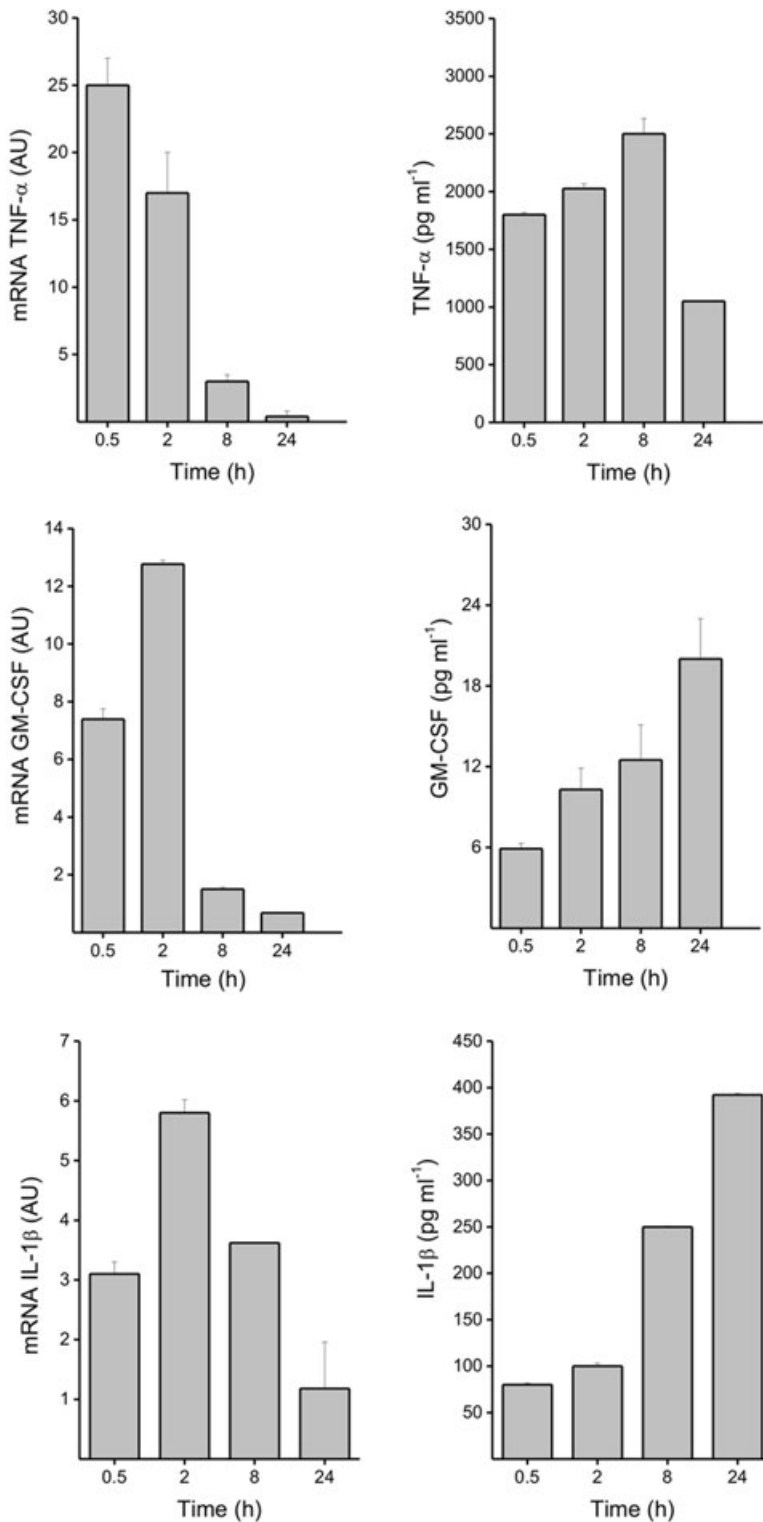 30
25
20
15
10
5
mRNA TNF-α (AU)
0.5 2 8 24
Time (h)
3500
3000
2500
2000
1500
1000
500
0
TNF-α (pg ml⁻¹)
0.5 2 8 24
Time (h)
14
12
10
8
6
4
2
mRNA GM-CSF (AU)
0.5 2 8 24
Time (h)
30
24
18
12
6
GM-CSF (pg ml⁻¹)
0.5 2 8 24
Time (h)
7
6
5
4
3
2
1
mRNA IL-1β (AU)
0.5 2 8 24
Time (h)
450
400
350
300
250
200
150
100
50
IL-1β (pg ml⁻¹)
0.5 2 8 24
Time (h)